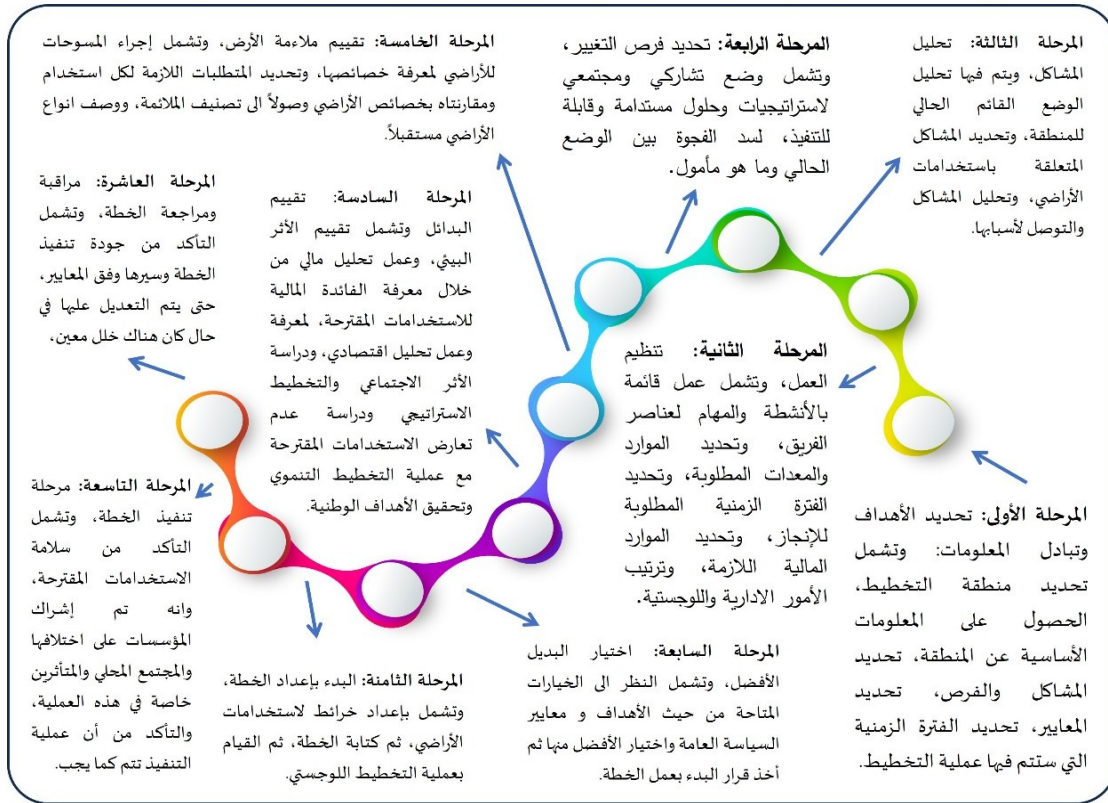 المرحلة الأولى: تحديد الأهداف
وتبادل المعلومات: وتشمل
تحديد منطقة التخطيط،
الحصول على المعلومات
الأساسية عن المنطقة، تحديد
المشاكل والفرص، تحديد
المعايير، تحديد الفترة الزمنية
التي ستتم فيها عملية التخطيط.
المرحلة الثانية: تنظيم
العمل، وتشمل عمل قائمة
بالأنشطة والمهام لعناصر
الفريق، وتحديد الموارد
والمعدات المطلوبة، وتحديد
الفترة الزمنية المطلوبة
للإنجاز، وتحديد الموارد
المالية اللازمة، وترتيب
الأمور الادارية واللوجستية.
المرحلة الثالثة: تحليل
المشاكل، ويتم فيها تحليل
الوضع القائم الحالي
للمنطقة، وتحديد المشاكل
المتعلقة باستخدامات
الأراضي، وتحليل المشاكل
والتوصل لأسبابها.
المرحلة الرابعة: تحديد فرص التغيير،
وتشمل وضع تشاركي ومجتمعي
لاستراتيجيات وحلول مستدامة وقابلة
للتنفيذ، لسد الفجوة بين الوضع
الحالي وما هو مأمول.
المرحلة الخامسة: تقييم ملاءمة الأرض، وتشمل إجراء المسوحات
للأراضي لمعرفة خصائصها، وتحديد المتطلبات اللازمة لكل استخدام
ومقارنتاه بخصائص الأراضي وصولاً الى تصنيف الملائمة، ووصف انواع
الأراضي مستقبلاً.
المرحلة السادسة: تقييم
البدائل وتشمل تقييم الأثر
البيئي، وعمل تحليل مالي من
خلال معرفة الفائدة المالية
للاستخدامات المقترحة، لمعرفة
وعمل تحليل اقتصادي، ودراسة
الأثر الاجتماعي والتخطيط
الاستراتيجي ودراسة عدم
تعارض الاستخدامات المقترحة
مع عملية التخطيط التنموي
وتحقيق الأهداف الوطنية.
المرحلة السابعة: اختيار البديل
الأفضل، وتشمل النظر الى الخيارات
المتاحة من حيث الأهداف و معايير
السياسة العامة واختيار الأفضل منها ثم
أخذ قرار البدء بعمل الخطة.
المرحلة الثامنة: البدء بإعداد الخطة،
وتشمل بإعداد خرائط لاستخدامات
الأراضي، ثم كتابة الخطة، ثم القيام
بعملية التخطيط اللوجستي.
المرحلة التاسعة: مرحلة
تنفيذ الخطة، وتشمل
التأكد من سلامة
الاستخدامات المقترحة،
وانه تم إشراك
المؤسسات على اختلافها
والمجتمع المحلي والمتأثرين
خاصة في هذه العملية،
والتأكد من أن عملية
التنفيذ تتم كما يجب.
المرحلة العاشرة: مراقبة
ومراجعة الخطة، وتشمل
التأكد من جودة تنفيذ
الخطة وسيرها وفق المعايير،
حتى يتم التعديل عليها في
حال كان هناك خلل معين،